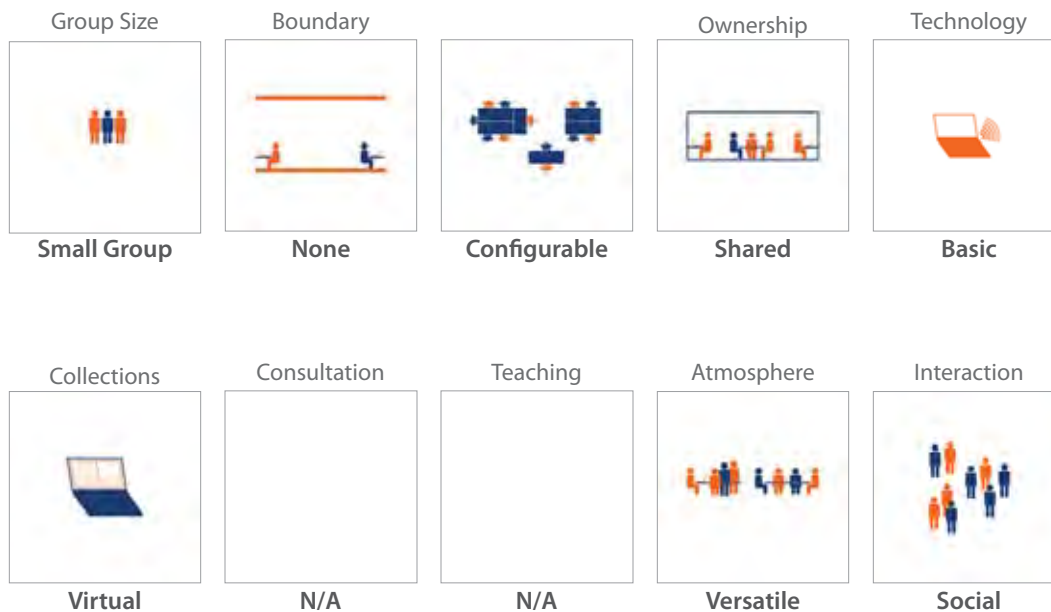 Group Size
Boundary
Ownership
Technology
Small Group
None
Configurable
Shared
Basic
Collections
Consultation
Teaching
Atmosphere
Interaction
Virtual
N/A
N/A
Versatile
Social